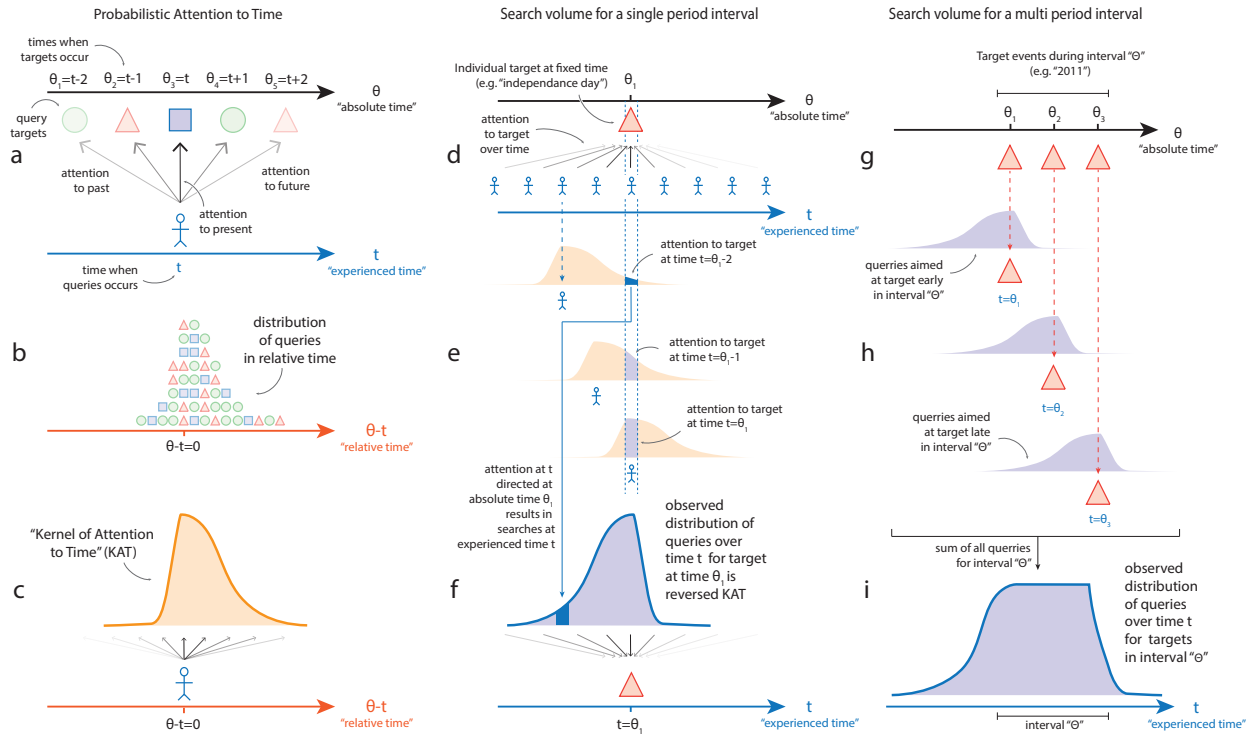 Probabilistic Attention to Time
times when
targets occur
θ1=t-2
θ2=t-1
θ3=t
θ4=t+1
θ5=t+2
θ
"absolute time"
query
targets
a
attention
to past
attention
to future
attention
to present
t
time when
queries occurs
t
"experienced time"
b
distribution
of queries
in relative time
θ-t=0
θ-t
"relative time"
"Kernel of Attention
to Time" (KAT)
c
θ-t=0
θ-t
"relative time"
Search volume for a single period interval
Individual target at fixed time
(e.g. "independance day")
θ1
θ
"absolute time"
attention
to target
over time
d
t
"experienced time"
attention to target
at time t=θ1-2
e
attention to target
at time t=θ1-1
attention to target
at time t=θ1
attention at t
directed at
absolute time θ1
results in
searches at
experienced time t
observed
distribution of
queries over
time t for target
at time θ1 is
reversed KAT
f
t=θ1
t
"experienced time"
Search volume for a multi period interval
Target events during interval "Θ"
(e.g. "2011")
θ1
θ2
θ3
θ
"absolute time"
g
querries aimed
at target early
in interval "Θ"
t=θ1
h
t=θ2
querries aimed
at target late
in interval "Θ"
t=θ3
sum of all queries
for interval "Θ"
i
observed
distribution
of queries
over time t
for targets
in interval "Θ"
interval "Θ"
t
"experienced time"